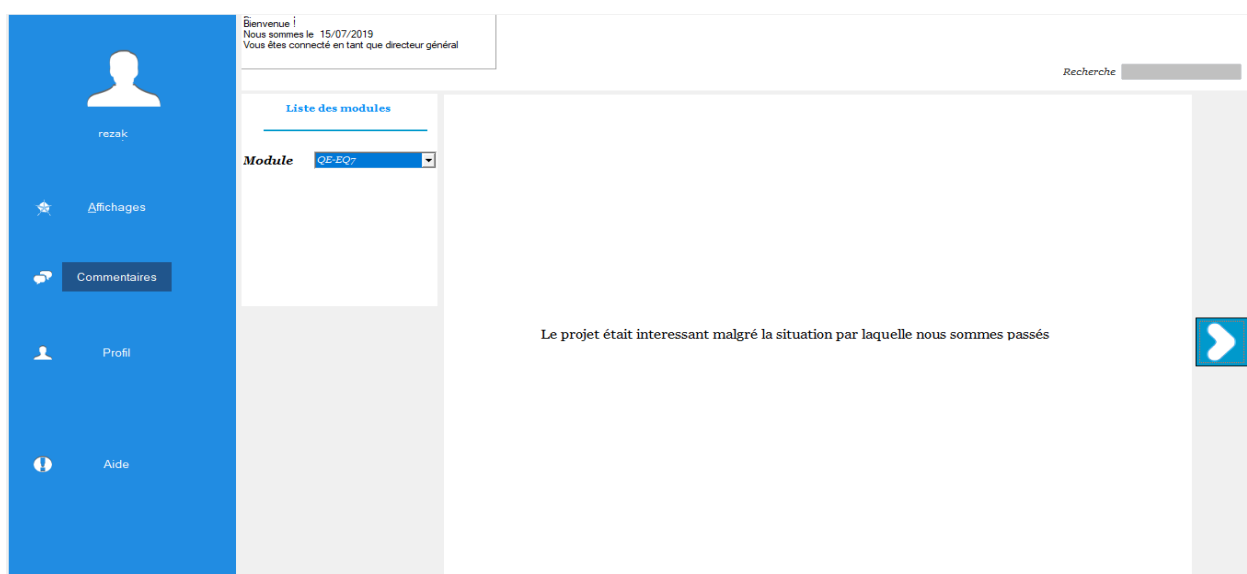 Bienvenue !
Nous sommes le 15/07/2019
Vous êtes connecté en tant que directeur général
Recherche
rezak
Affichages
Commentaires
Profil
Aide
Liste des modules
Module QE-EQ7
Le projet était interessant malgré la situation par laquelle nous sommes passés